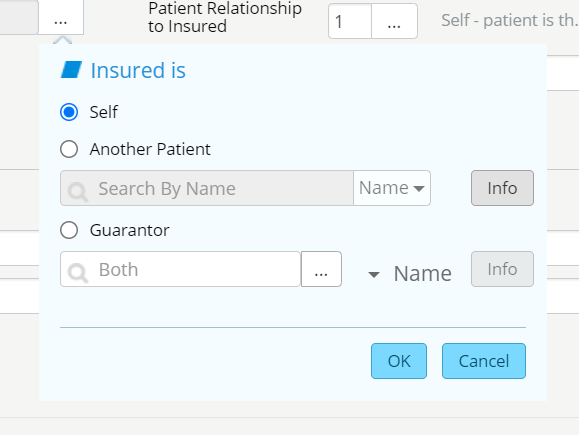 ...
Patient Relationship
to Insured
1
...
Self - patient is th.
Insured is
Self
Another Patient
Search By Name
Name
Info
Guarantor
Both
...
Name
Info
OK
Cancel